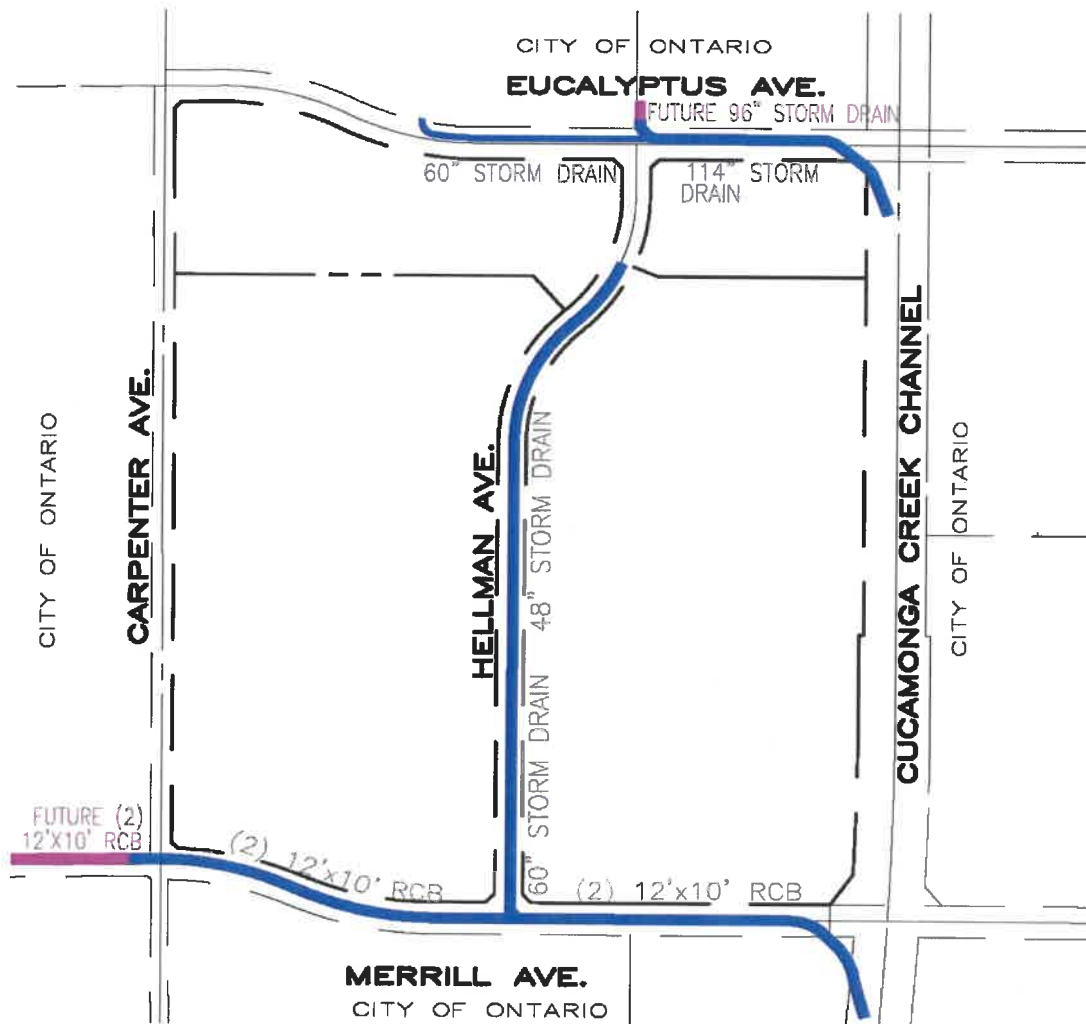 CITY OF ONTARIO
EUCALYPTUS AVE.
FUTURE 96" STORM DRAIN
60" STORM DRAIN
114" STORM
DRAIN
CITY OF ONTARIO
CARPENTER AVE.
HELLMAN AVE.
48" STORM DRAIN
60" STORM DRAIN
CUCAMONGA CREEK CHANNEL
CITY OF ONTARIO
FUTURE (2)
12'X10' RCB
(2) 12'x10' RCB
(2) 12'x10' RCB
MERRILL AVE.
CITY OF ONTARIO